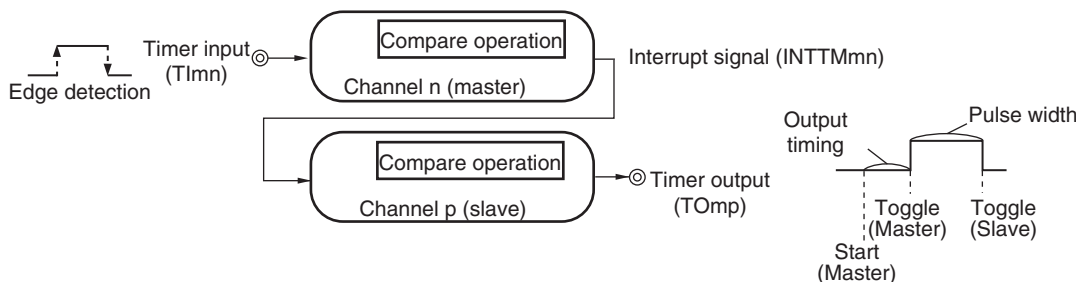 Compare operation
Timer input
(TImn)
Interrupt signal (INTTMmn)
Edge detection
Channel n (master)
Pulse width
Output
timing
Compare operation
Timer output
(TOmp)
Channel p (slave)
Toggle
(Master)
Toggle
(Slave)
Start
(Master)